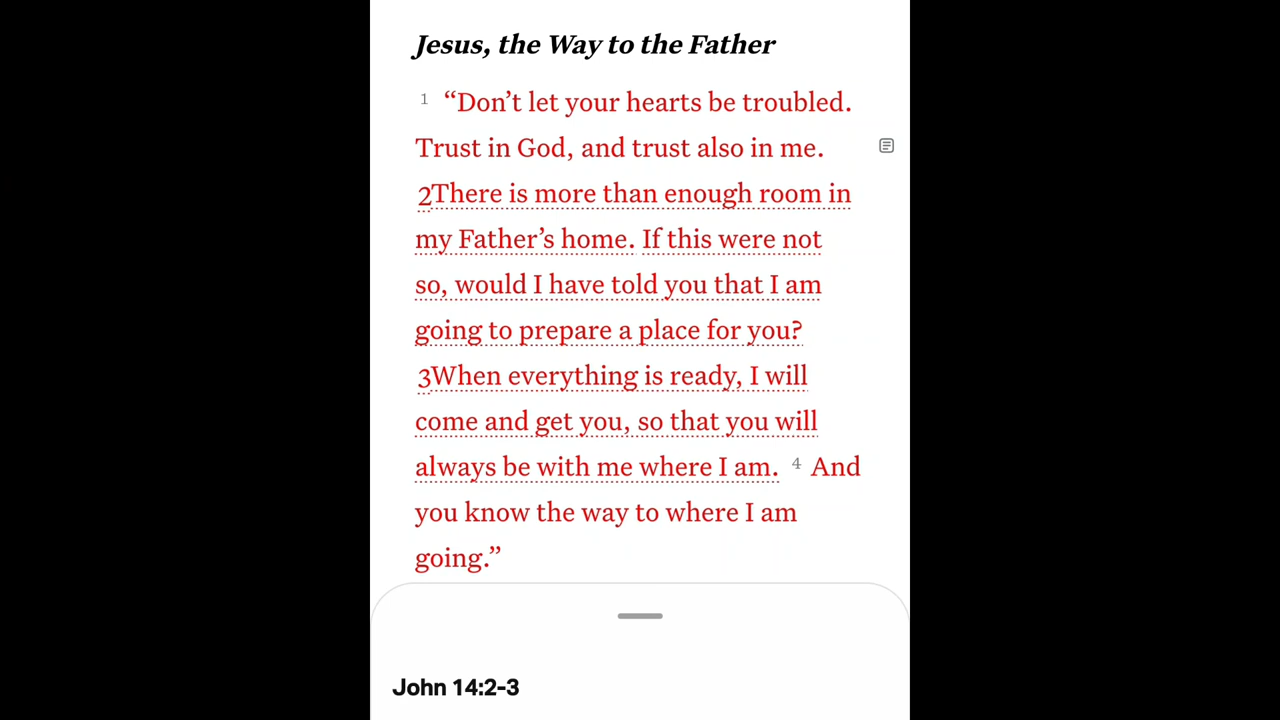 Jesus, the Way to the Father
1 “Don’t let your hearts be troubled.
Trust in God, and trust also in me.
2There is more than enough room in
my Father’s home. If this were not
so, would I have told you that I am
going to prepare a place for you?
3When everything is ready, I will
come and get you, so that you will
always be with me where I am. 4 And
you know the way to where I am
going.”
John 14:2-3